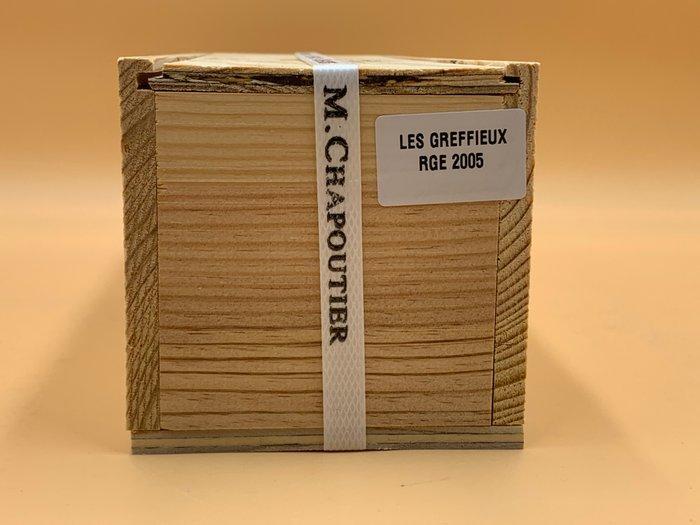 M. CHAPOUTIER
LES GREFFIEUX
RGE 2005